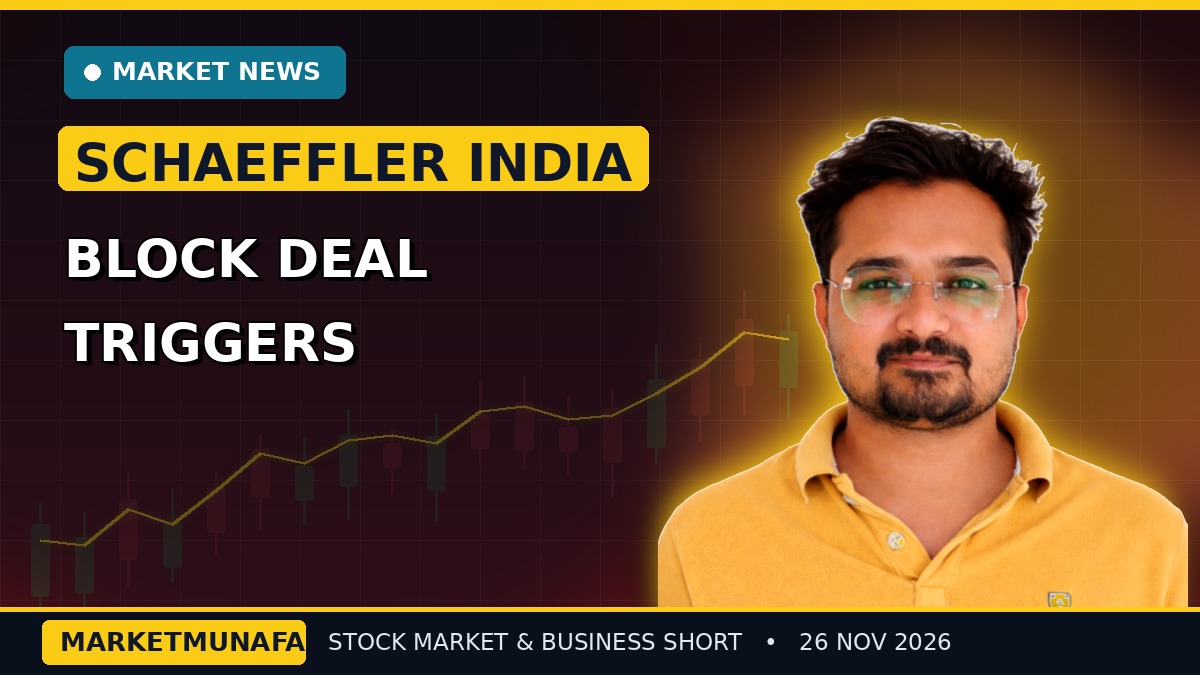 MARKET NEWS
SCHAEFFLER INDIA
BLOCK DEAL
TRIGGERS
MARKETMUNAFA STOCK MARKET & BUSINESS SHORT • 26 NOV 2026